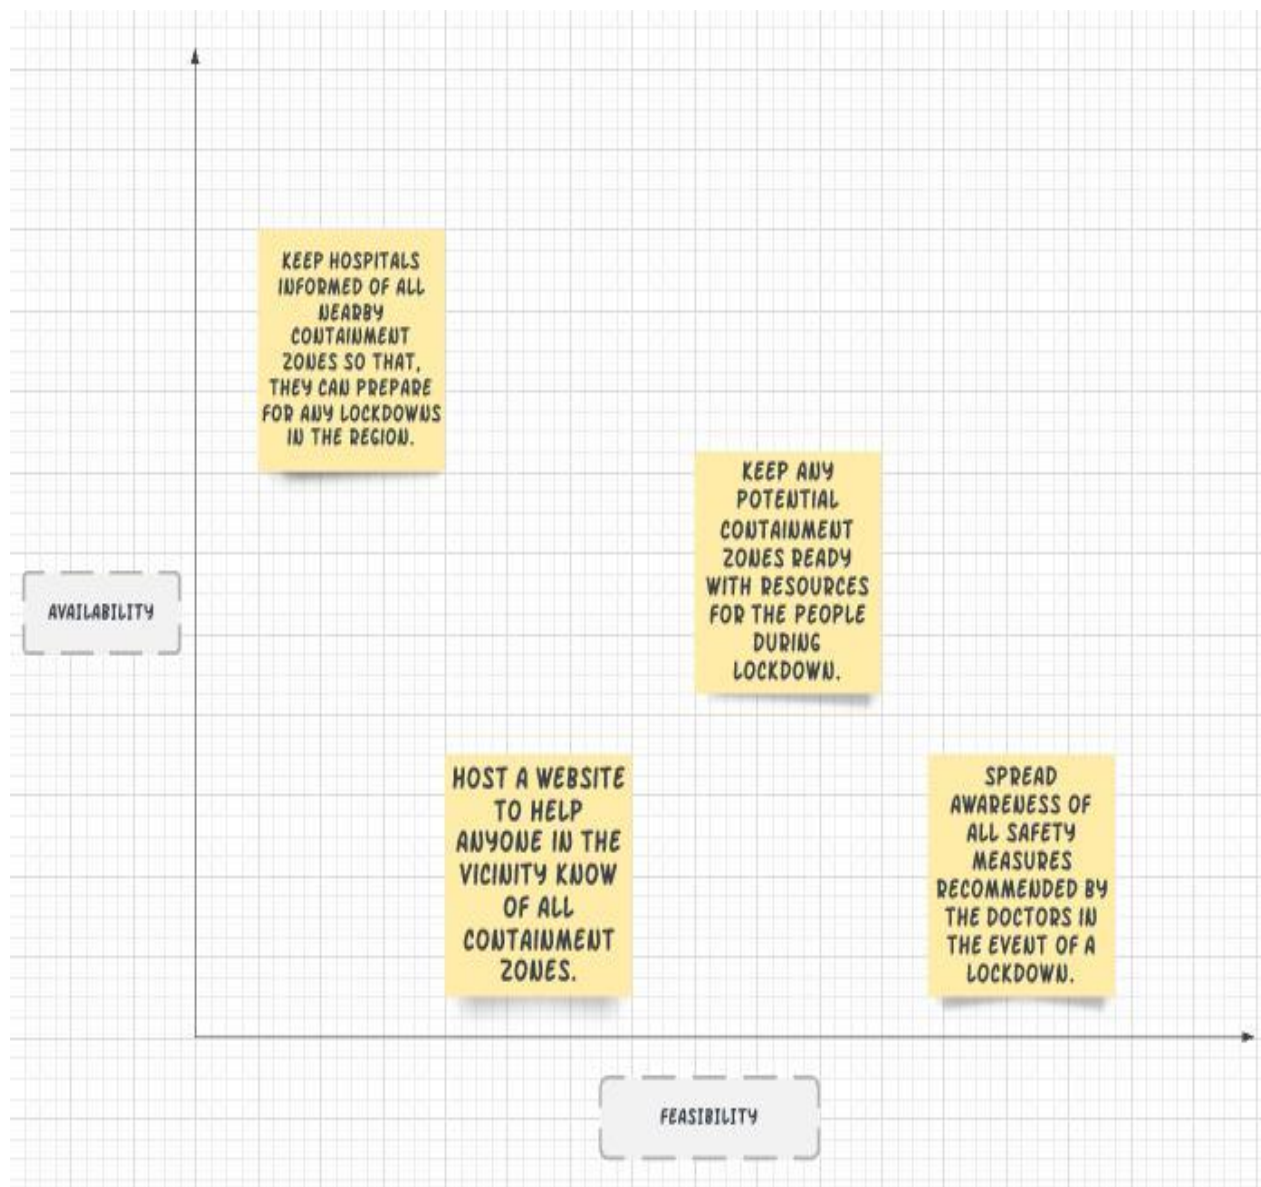 KEEP HOSPITALS
INFORMED OF ALL
NEARBY
CONTAINMENT
ZONES SO THAT,
THEY CAN PREPARE
FOR ANY LOCKDOWNS
IN THE REGION.
KEEP ANY
POTENTIAL
CONTAINMENT
ZONES READY
WITH RESOURCES
FOR THE PEOPLE
DURING
LOCKDOWN.
AVAILABILITY
HOST A WEBSITE
TO HELP
ANYONE IN THE
VICINITY KNOW
OF ALL
CONTAINMENT
ZONES.
SPREAD
AWARENESS OF
ALL SAFETY
MEASURES
RECOMMENDED BY
THE DOCTORS IN
THE EVENT OF A
LOCKDOWN.
FEASIBILITY